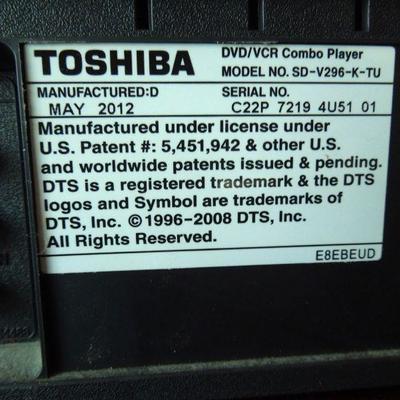 TOSHIBA DVD/VCR Combo Player
MODEL NO. SD-V296-K-TU
MANUFACTURED:D SERIAL NO.
MAY 2012 C22P 7219 4U51 01
Manufactured under license under
U.S. Patent #: 5,451,942 & other U.S.
and worldwide patents issued & pending.
DTS is a registered trademark & the DTS
logos and Symbol are trademarks of
DTS, Inc. ©1996-2008 DTS, Inc.
All Rights Reserved.
E8EBEUD